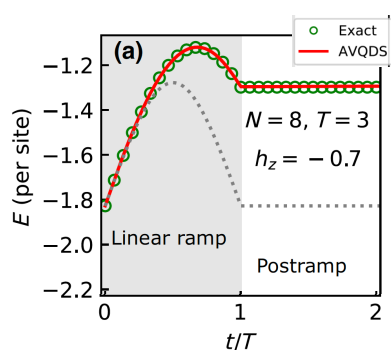 Exact
AVQDS
(a)
−1.2
−1.4
−1.6
−1.8
−2.0
−2.2
E (per site)
N = 8, T = 3
h_z = −0.7
Linear ramp
Postramp
0
1
2
t/T